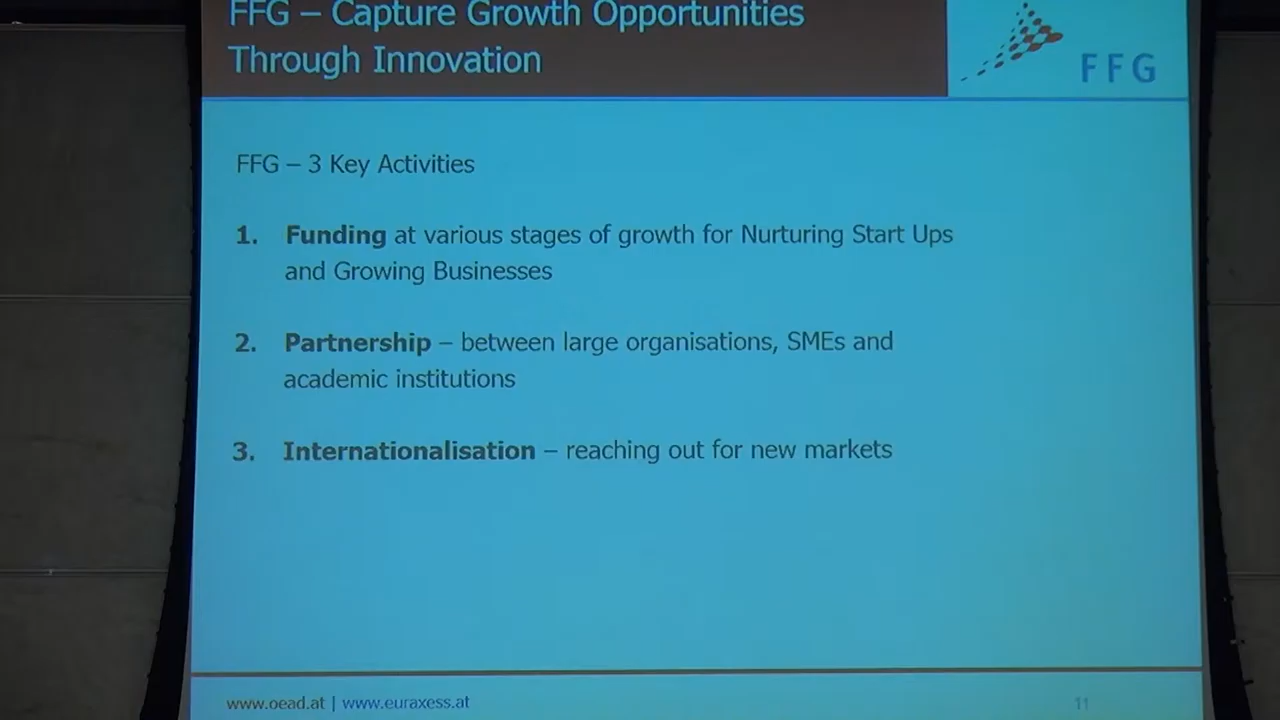 FFG – Capture Growth Opportunities
Through Innovation
FFG
FFG – 3 Key Activities
1. Funding at various stages of growth for Nurturing Start Ups
and Growing Businesses
2. Partnership – between large organisations, SMEs and
academic institutions
3. Internationalisation – reaching out for new markets
www.oead.at | www.euraxess.at
11